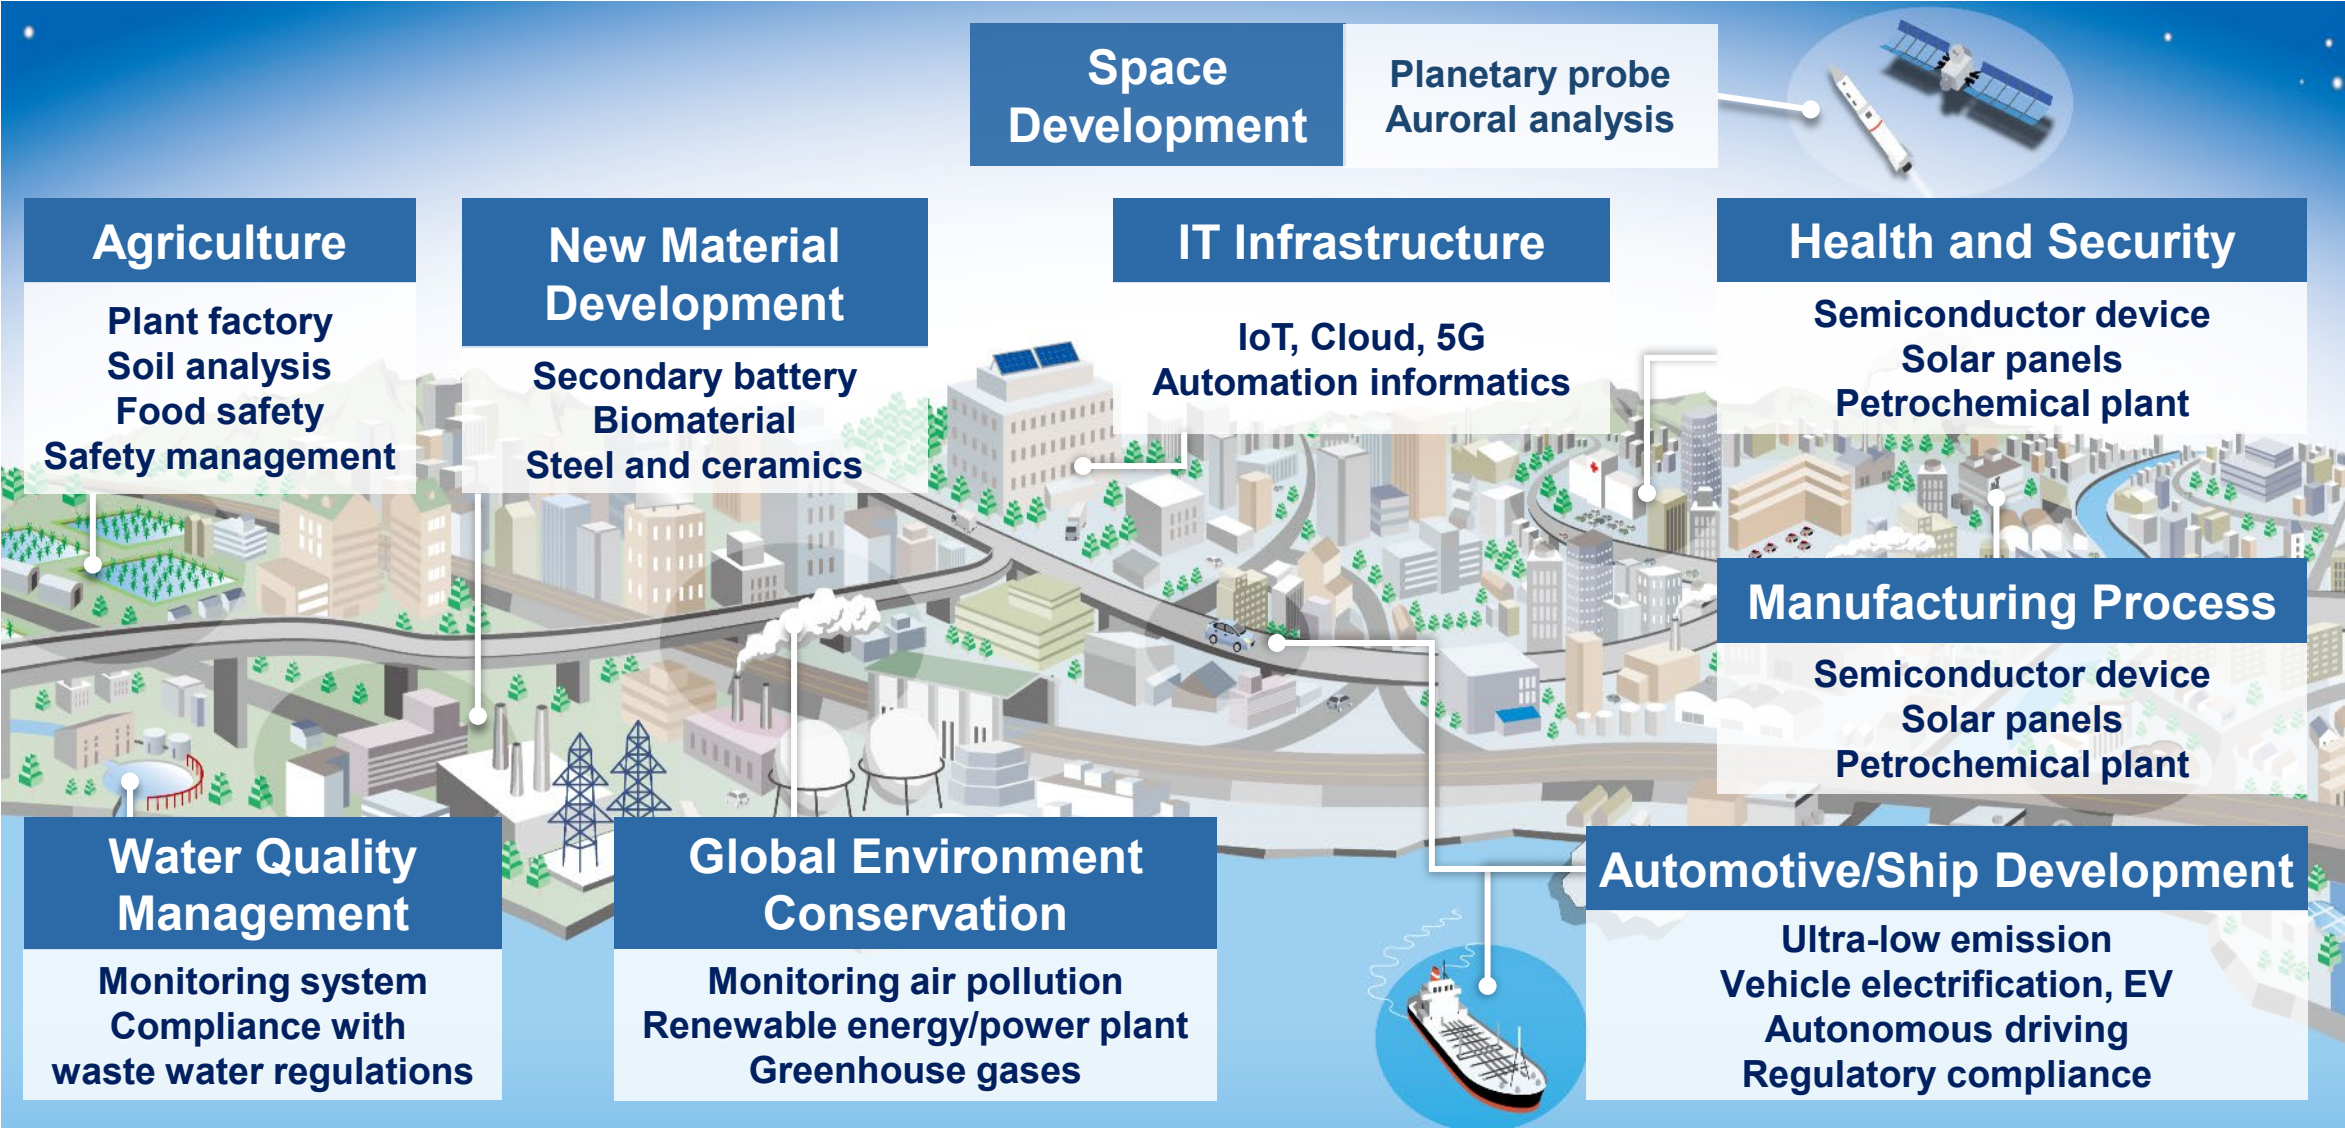 Space
Development
Planetary probe
Auroral analysis
Agriculture
Plant factory
Soil analysis
Food safety
Safety management
New Material
Development
Secondary battery
Biomaterial
Steel and ceramics
IT Infrastructure
IoT, Cloud, 5G
Automation informatics
Health and Security
Semiconductor device
Solar panels
Petrochemical plant
Manufacturing Process
Semiconductor device
Solar panels
Petrochemical plant
Water Quality
Management
Monitoring system
Compliance with
waste water regulations
Global Environment
Conservation
Monitoring air pollution
Renewable energy/power plant
Greenhouse gases
Automotive/Ship Development
Ultra-low emission
Vehicle electrification, EV
Autonomous driving
Regulatory compliance